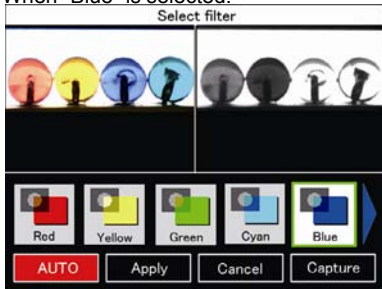 When "Blue" is selected.
Select filter
Red Yellow Green Cyan Blue
AUTO Apply Cancel Capture